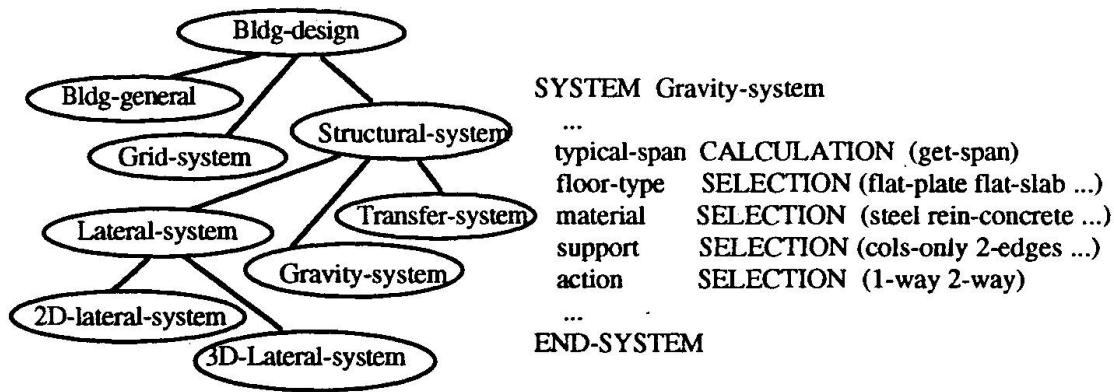 Bldg-design
Bldg-general
Grid-system
Structural-system
Lateral-system
Transfer-system
Gravity-system
2D-lateral-system
3D-Lateral-system
SYSTEM Gravity-system
...
typical-span CALCULATION (get-span)
floor-type SELECTION (flat-plate flat-slab ...)
material SELECTION (steel rein-concrete ...)
support SELECTION (cols-only 2-edges ...)
action SELECTION (1-way 2-way)
...
END-SYSTEM